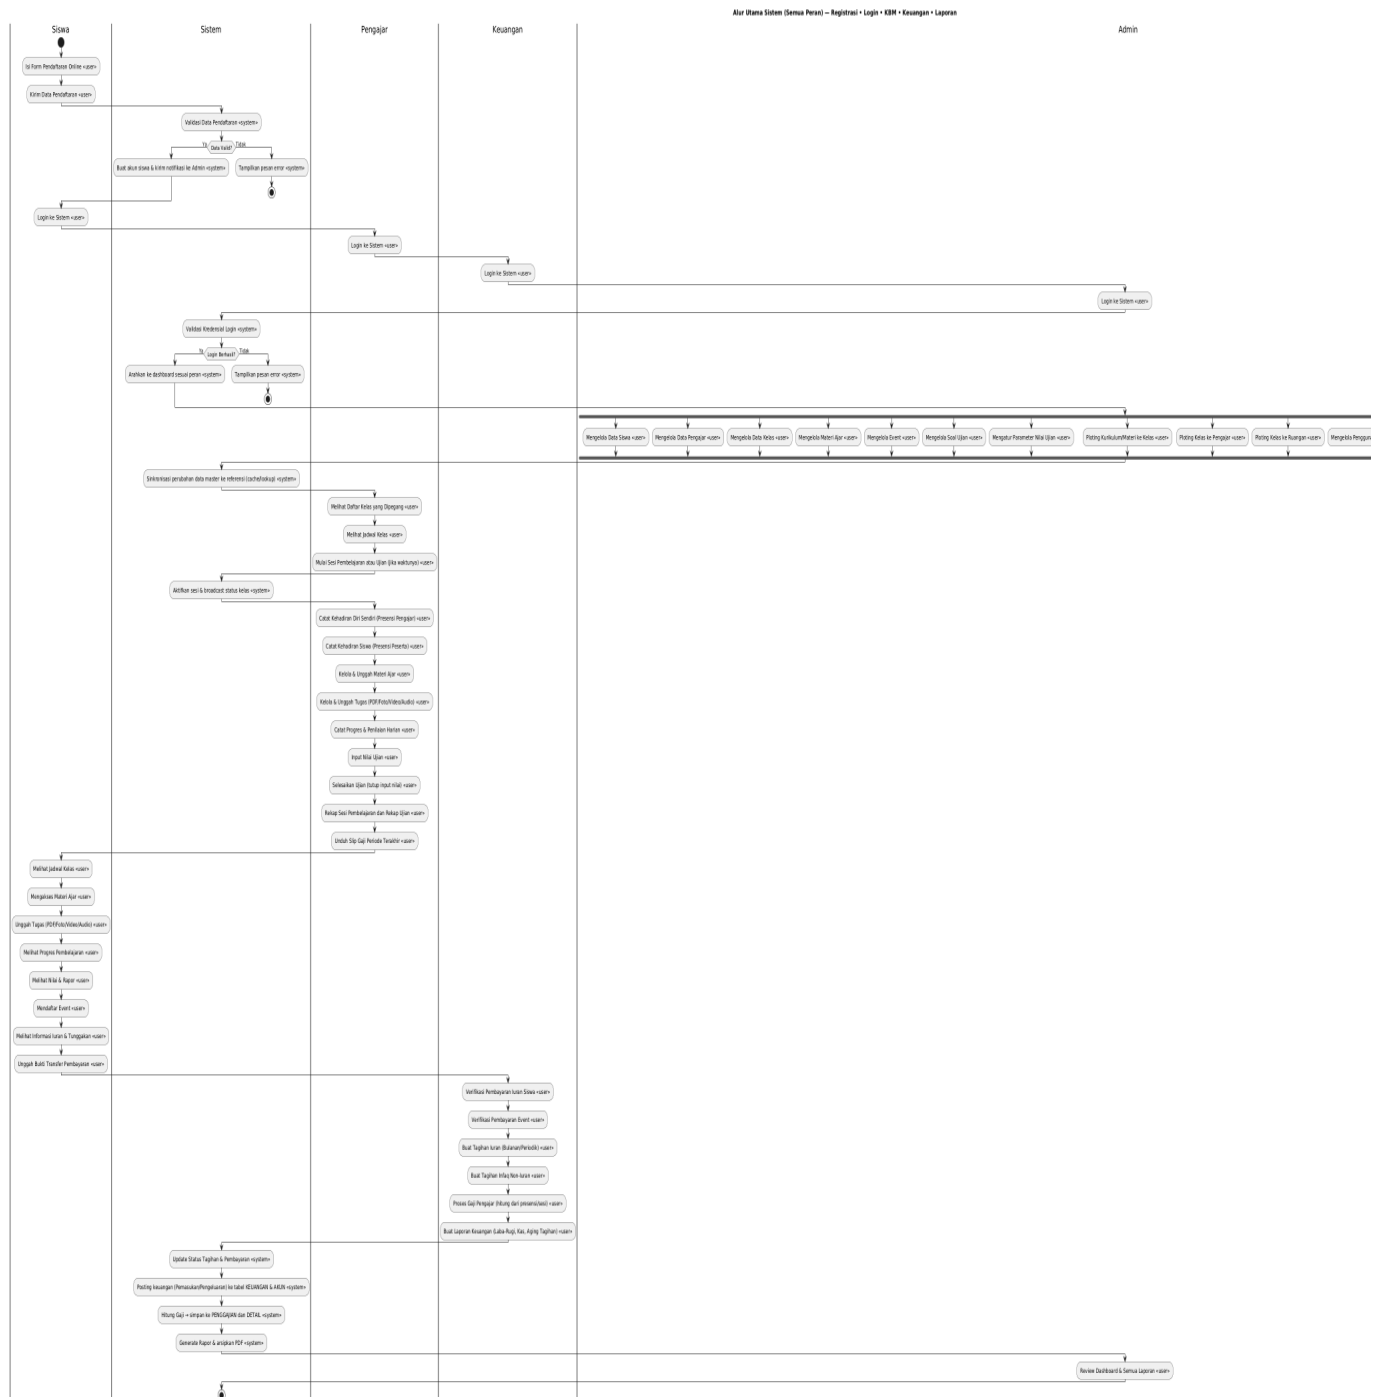 Alur Utama Sistem (Semua Peran) — Registrasi • Login • KBM • Keuangan • Laporan
Siswa
Sistem
Pengajar
Keuangan
Admin
Isi Form Pendaftaran Online «user»
Kirim Data Pendaftaran «user»
Validasi Data Pendaftaran «system»
Ya
Data Valid?
Tidak
Buat akun siswa & kirim notifikasi ke Admin «system»
Tampilkan pesan error «system»
Login ke Sistem «user»
Login ke Sistem «user»
Login ke Sistem «user»
Login ke Sistem «user»
Validasi Kredensial Login «system»
Ya
Login Berhasil?
Tidak
Arahkan ke dashboard sesuai peran «system»
Tampilkan pesan error «system»
Mengelola Data Siswa «user»
Mengelola Data Pengajar «user»
Mengelola Data Kelas «user»
Mengelola Materi Ajar «user»
Mengelola Event «user»
Mengelola Soal Ujian «user»
Mengatur Parameter Nilai Ujian «user»
Ploting Kurikulum/Materi ke Kelas «user»
Ploting Kelas ke Pengajar «user»
Ploting Kelas ke Ruangan «user»
Mengelola
Sinkronisasi perubahan data master ke referensi (cache/lookup) «system»
Melihat Daftar Kelas yang Dipegang «user»
Melihat Jadwal Kelas «user»
Mulai Sesi Pembelajaran atau Ujian (jika waktunya) «user»
Aktifkan sesi & broadcast status kelas «system»
Catat Kehadiran Diri Sendiri (Presensi Pengajar) «user»
Catat Kehadiran Siswa (Presensi Peserta) «user»
Kelola & Unggah Materi Ajar «user»
Kelola & Unggah Tugas (PDF/Foto/Video/Audio) «user»
Catat Progres & Penilaian Harian «user»
Input Nilai Ujian «user»
Selesaikan Ujian (tutup input nilai) «user»
Rekap Sesi Pembelajaran dan Rekap Ujian «user»
Unduh Slip Gaji Periode Terakhir «user»
Melihat Jadwal Kelas «user»
Mengakses Materi Ajar «user»
Unggah Tugas (PDF/Foto/Video/Audio) «user»
Melihat Progres Pembelajaran «user»
Melihat Nilai & Rapor «user»
Mendaftar Event «user»
Melihat Informasi Iuran & Tunggakan «user»
Unggah Bukti Transfer Pembayaran «user»
Verifikasi Pembayaran Iuran Siswa «user»
Verifikasi Pembayaran Event «user»
Buat Tagihan Iuran (Bulanan/Periodik) «user»
Buat Tagihan Infaq Non-Iuran «user»
Proses Gaji Pengajar (hitung dari presensi/sesi) «user»
Buat Laporan Keuangan (Laba-Rugi, Kas, Aging Tagihan) «user»
Update Status Tagihan & Pembayaran «system»
Posting keuangan (Pemasukan/Pengeluaran) ke tabel KEUANGAN & AKUN «system»
Hitung Gaji → simpan ke PENGGAJIAN dan DETAIL «system»
Generate Rapor & arsipkan PDF «system»
Review Dashboard & Semua Laporan «user»